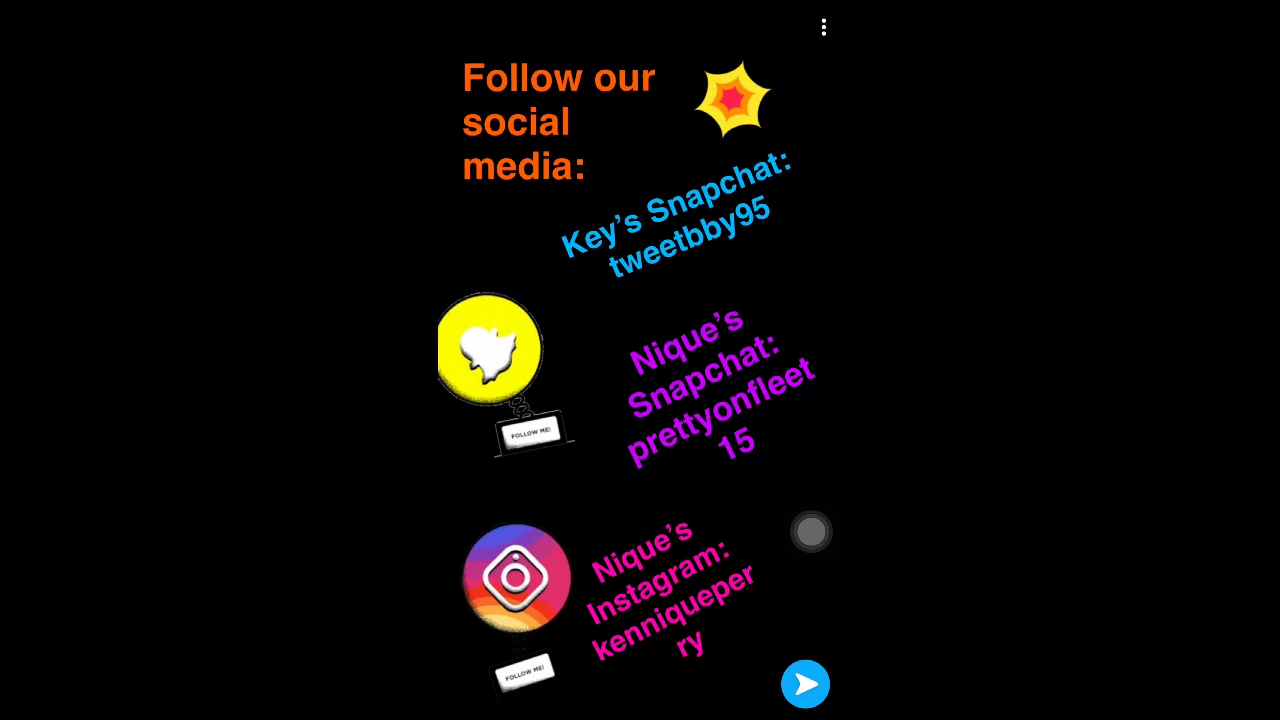 Follow our
social
media:
Key’s Snapchat:
tweetbby95
Nique’s
Snapchat:
prettyonfleet
15
FOLLOW ME!
Nique’s
Instagram:
kenniqueper
ry
FOLLOW ME!